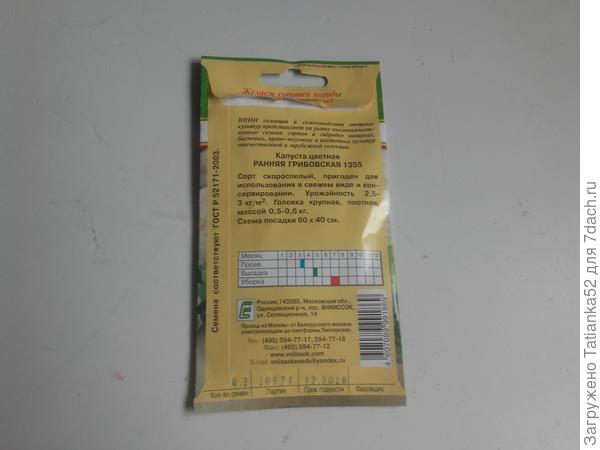 Желаем хорошей погоды
ВНИИ селекции и семеноводства овощных
культур представляет на рынке высококачест-
венные семена сортов и гибридов овощных,
бахчевых, пряно-вкусовых и цветочных культур
отечественной и зарубежной селекции.
Капуста цветная
РАННЯЯ ГРИБОВСКАЯ 1355
Сорт скороспелый, пригоден для
использования в свежем виде и кон-
сервировании. Урожайность 2,5-
3 кг/м². Головка крупная, плотная,
массой 0,5-0,6 кг.
Схема посадки 60 x 40 см.
Месяц 1 2 3 4 5 6 7 8 9 10 11 12
Посев
Высадка
Уборка
Россия,143080, Московская обл.,
Одинцовский р-н, пос. ВНИИССОК,
ул. Селекционная, 14
Проезд из Москвы: от Белорусского вокзала
электропоездом до платформы Пионерская.
Тел.: (495) 594-77-17, 594-77-18
Факс: (495) 594-77-12
E-mail: vniissokseeds@yandex.ru
0.3 10924 12.2018
Кол-во семян Партия Срок годности Фасовщик
Семена соответствуют ГОСТ Р 52171-2003.
4 607080 991869
Загружено Tatianka52 для 7dach.ru